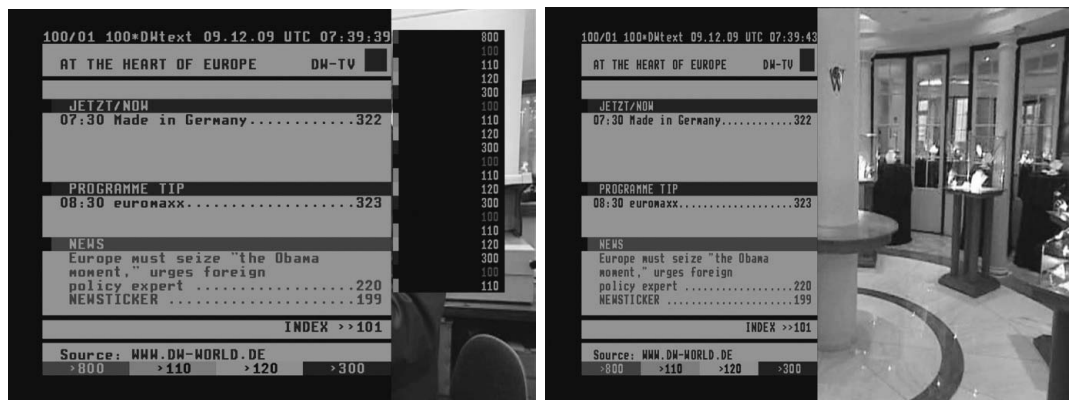 100/01 100*DWtext 09.12.09 UTC 07:39:39
AT THE HEART OF EUROPE DW-TV
JETZT/NOW
07:30 Made in Germany............322
PROGRAMME TIP
08:30 euromaxx...................323
NEWS
Europe must seize "the Obama
moment," urges foreign
policy expert ..................220
NEWSTICKER .....................199
INDEX >>101
Source: WWW.DW-WORLD.DE
>800 >110 >120 >300
800
100
110
120
300
100
110
120
300
100
110
120
300
100
110
120
300
100
110
100/01 100*DWtext 09.12.09 UTC 07:39:43
AT THE HEART OF EUROPE DW-TV
JETZT/NOW
07:30 Made in Germany............322
PROGRAMME TIP
08:30 euromaxx...................323
NEWS
Europe must seize "the Obama
moment," urges foreign
policy expert ..................220
NEWSTICKER .....................199
INDEX >>101
Source: WWW.DW-WORLD.DE
>800 >110 >120 >300
W